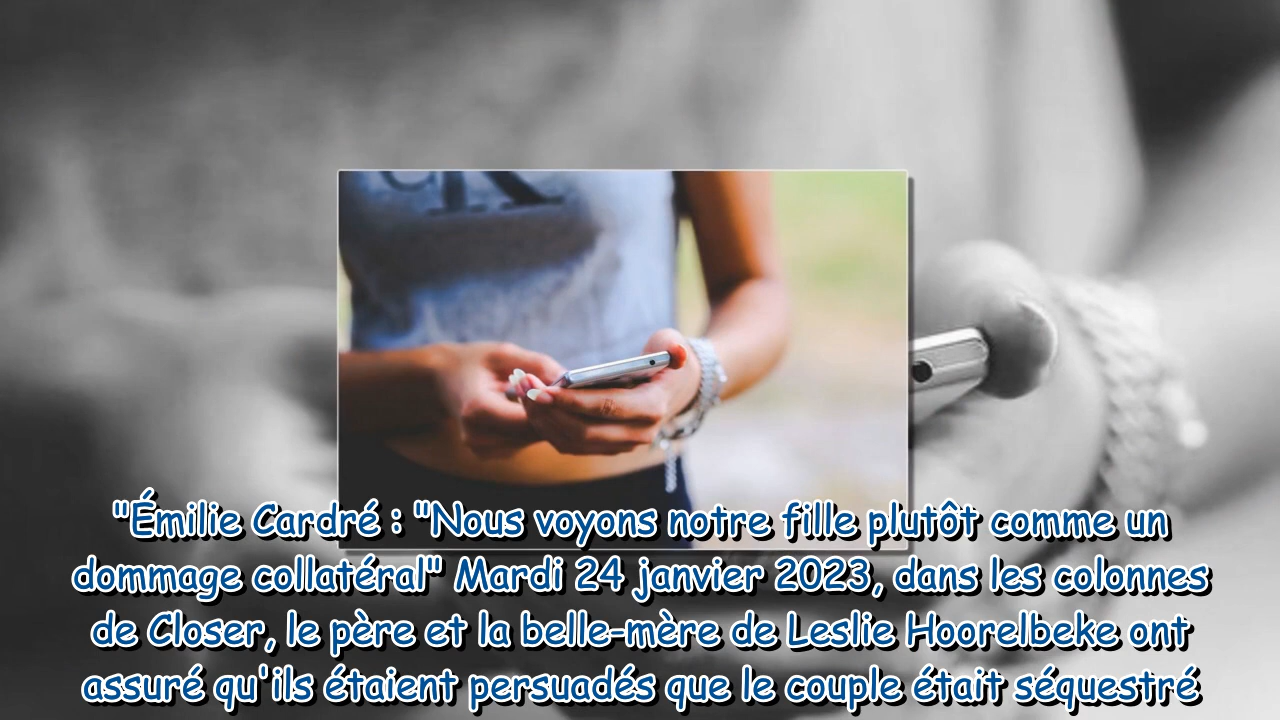 "Émilie Cardré : "Nous voyons notre fille plutôt comme un
dommage collatéral" Mardi 24 janvier 2023, dans les colonnes
de Closer, le père et la belle-mère de Leslie Hoorelbeke ont
assuré qu'ils étaient persuadés que le couple était séquestré